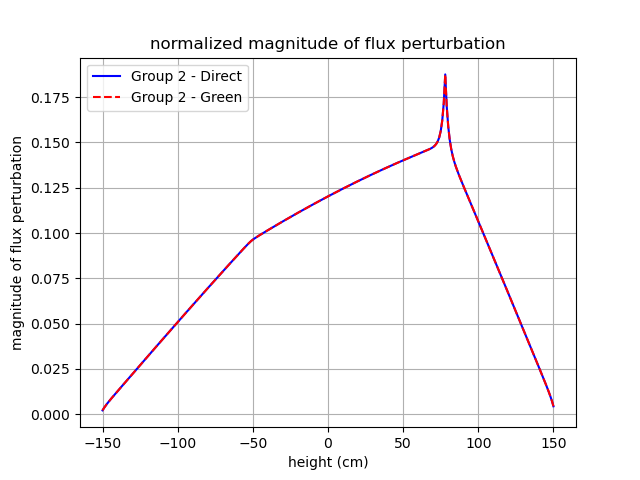 normalized magnitude of flux perturbation
Group 2 - Direct
Group 2 - Green
magnitude of flux perturbation
0.175
0.150
0.125
0.100
0.075
0.050
0.025
0.000
−150 −100 −50 0 50 100 150
height (cm)